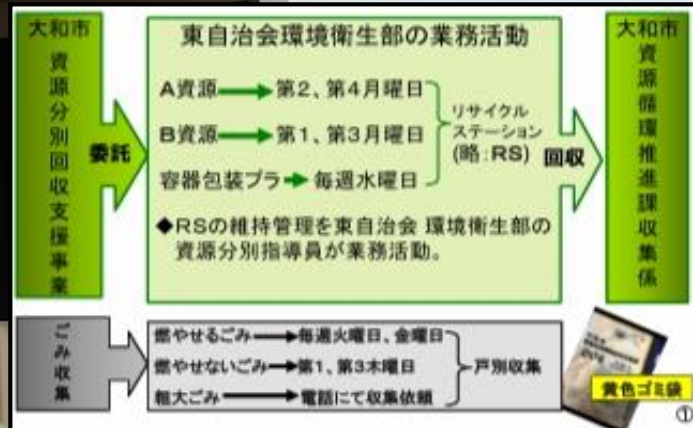 大和市
資源分別回収支援事業
委託
東自治会環境衛生部の業務活動
A資源 第2、第4月曜日
B資源 第1、第3月曜日
容器包装プラ 毎週水曜日
リサイクル
ステーション
(略:RS)
◆RSの維持管理を東自治会 環境衛生部の
資源分別指導員が業務活動。
回収
大和市
資源循環推進課収集係
ごみ収集
燃やせるごみ 毎週火曜日、金曜日
燃やせないごみ 第1、第3木曜日
粗大ごみ 電話にて収集依頼
戸別収集
黄色ゴミ袋
①